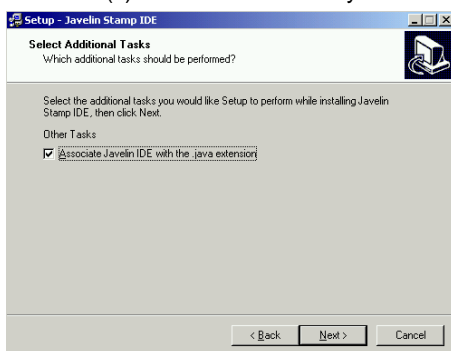 Setup - Javelin Stamp IDE
Select Additional Tasks
Which additional tasks should be performed?
Select the additional tasks you would like Setup to perform while installing Javelin
Stamp IDE, then click Next.
Other Tasks
Associate Javelin IDE with the .java extension
< Back Next > Cancel